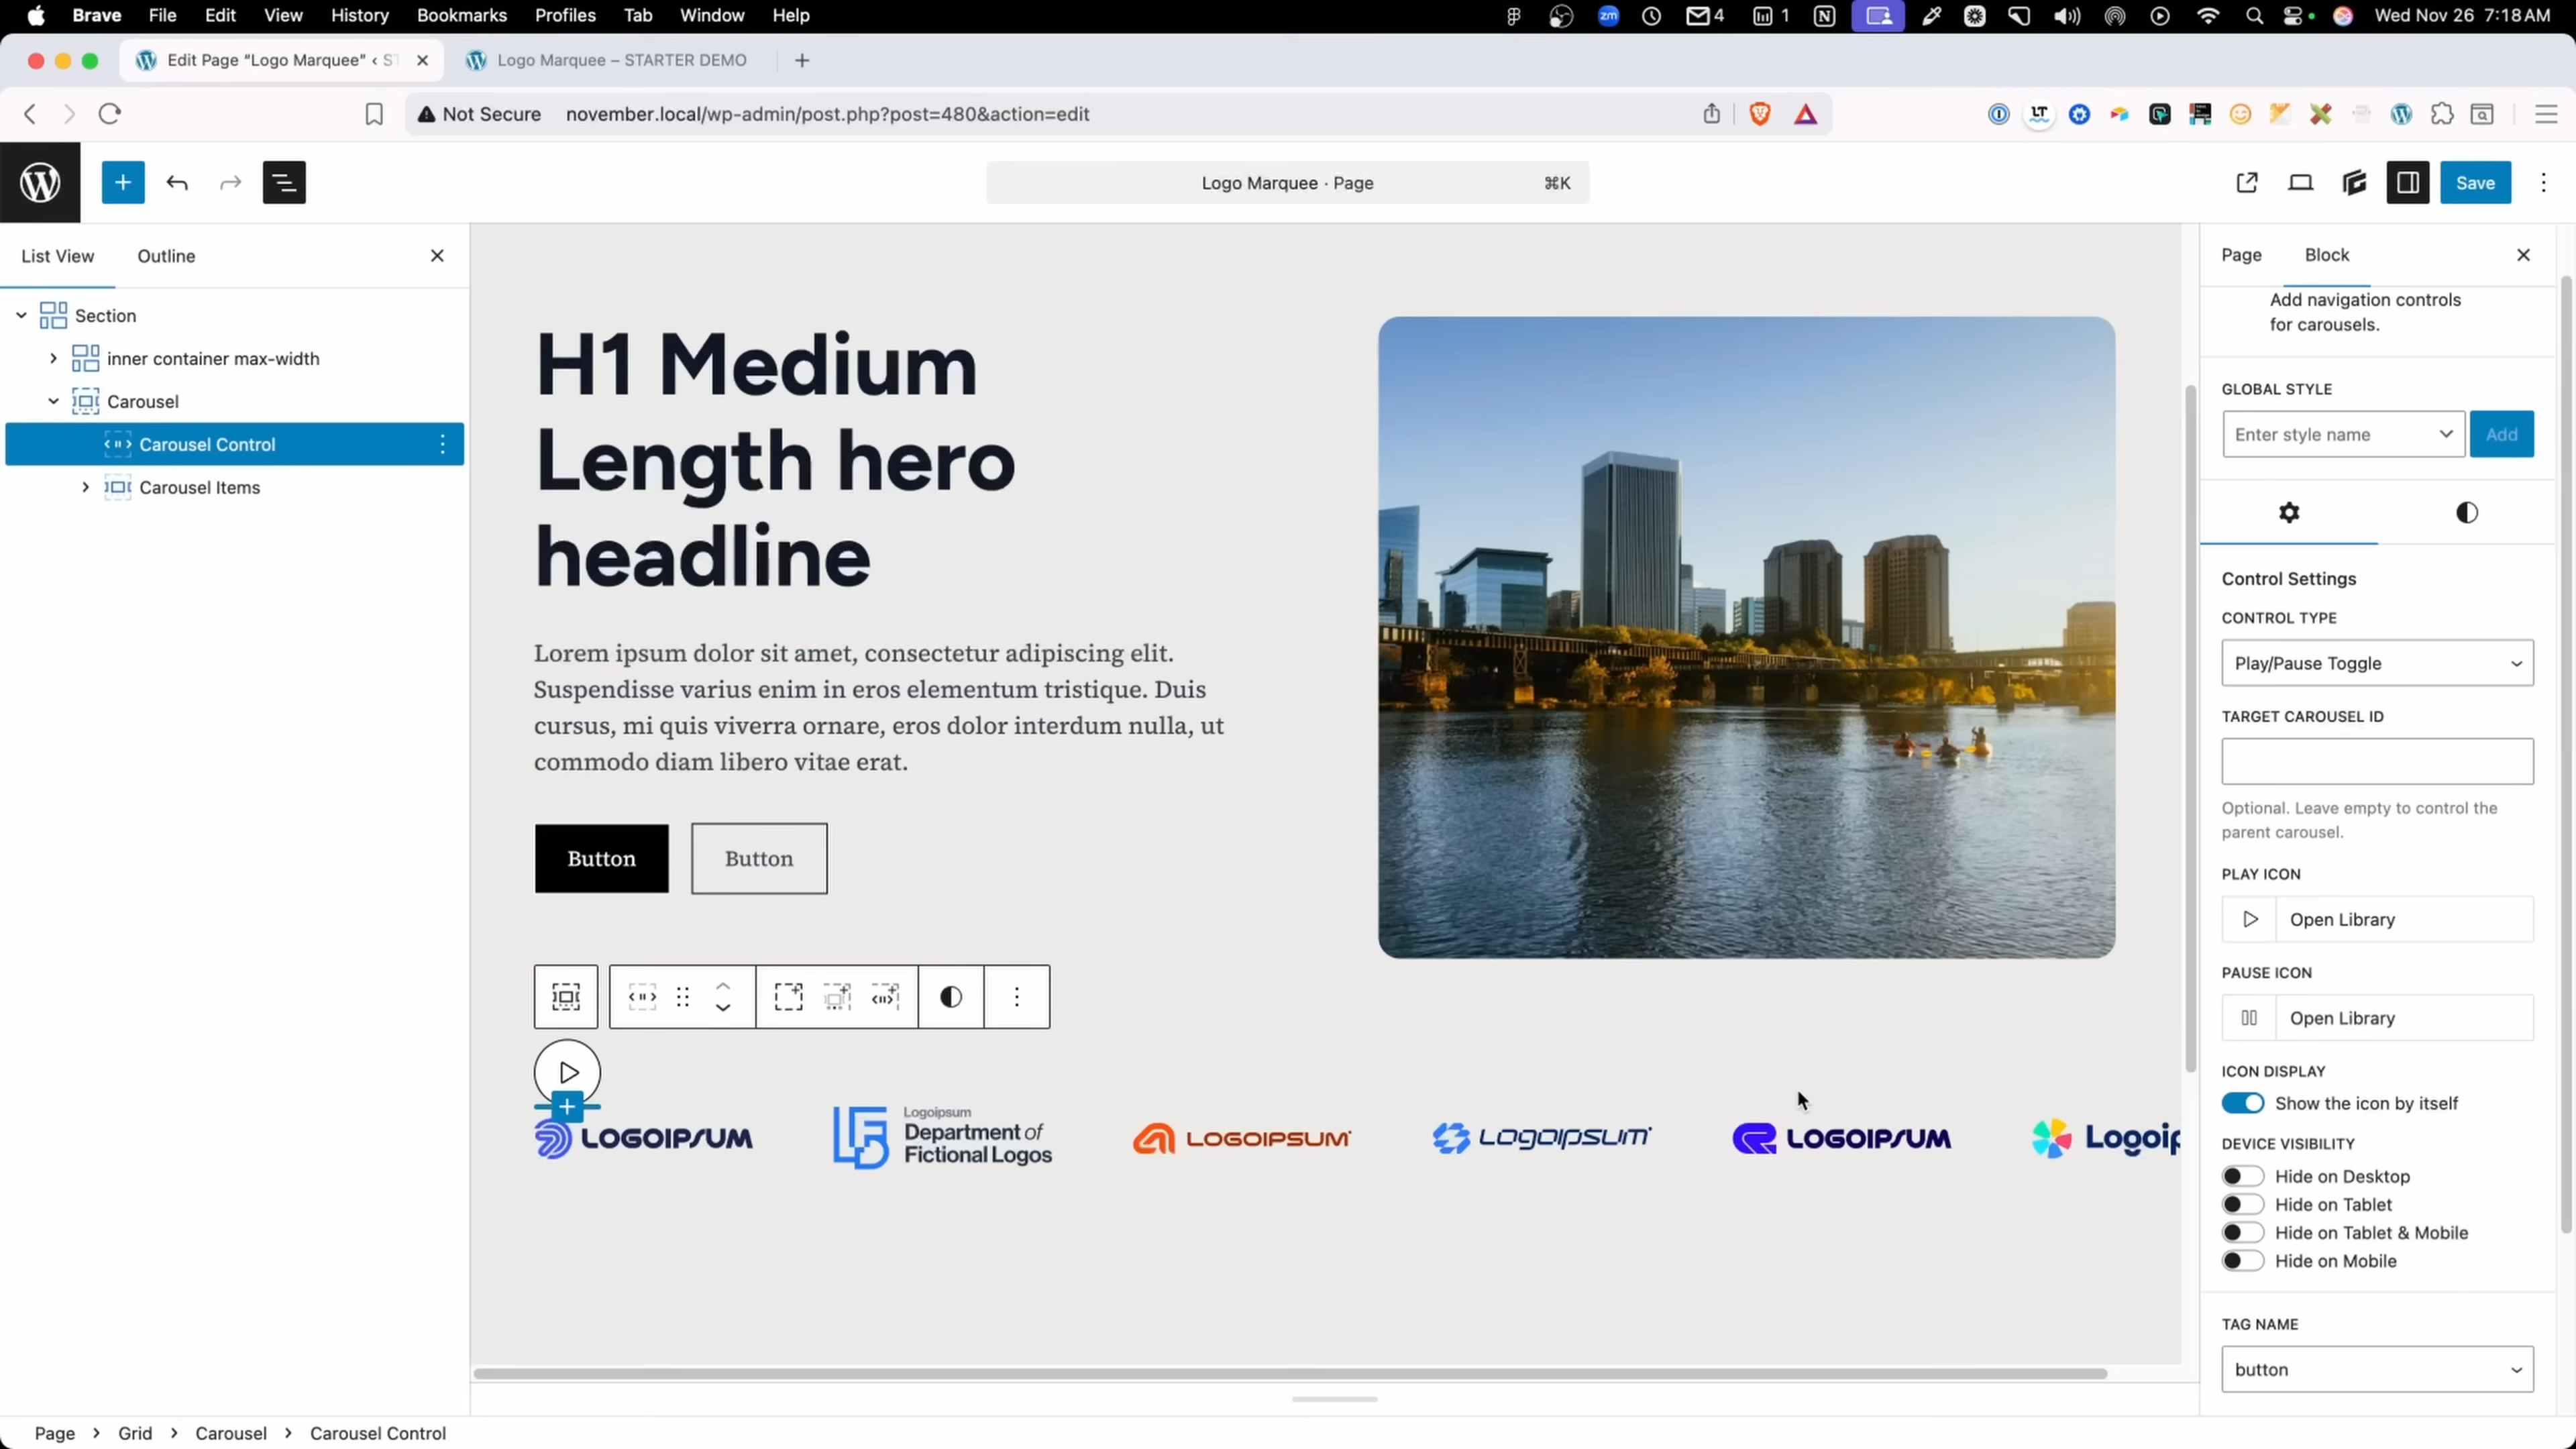 Brave File Edit View History Bookmarks Profiles Tab Window Help
zm 4 1 Wed Nov 26 7:18 AM
Edit Page “Logo Marquee” ‹ ST
Logo Marquee – STARTER DEMO
Not Secure november.local/wp-admin/post.php?post=480&action=edit
LT
Logo Marquee · Page ⌘K
Save
List View Outline
Section
inner container max-width
Carousel
Carousel Control
Carousel Items
H1 Medium
Length hero
headline
Lorem ipsum dolor sit amet, consectetur adipiscing elit.
Suspendisse varius enim in eros elementum tristique. Duis
cursus, mi quis viverra ornare, eros dolor interdum nulla, ut
commodo diam libero vitae erat.
Button Button
LOGOIPSUM
Logoipsum
Department of
Fictional Logos
LOGOIPSUM
LOGOIPSUM
LOGOIPSUM
Logoip
Page Block
Add navigation controls
for carousels.
GLOBAL STYLE
Enter style name Add
Control Settings
CONTROL TYPE
Play/Pause Toggle
TARGET CAROUSEL ID
Optional. Leave empty to control the
parent carousel.
PLAY ICON
Open Library
PAUSE ICON
Open Library
ICON DISPLAY
Show the icon by itself
DEVICE VISIBILITY
Hide on Desktop
Hide on Tablet
Hide on Tablet & Mobile
Hide on Mobile
TAG NAME
button
Page Grid Carousel Carousel Control